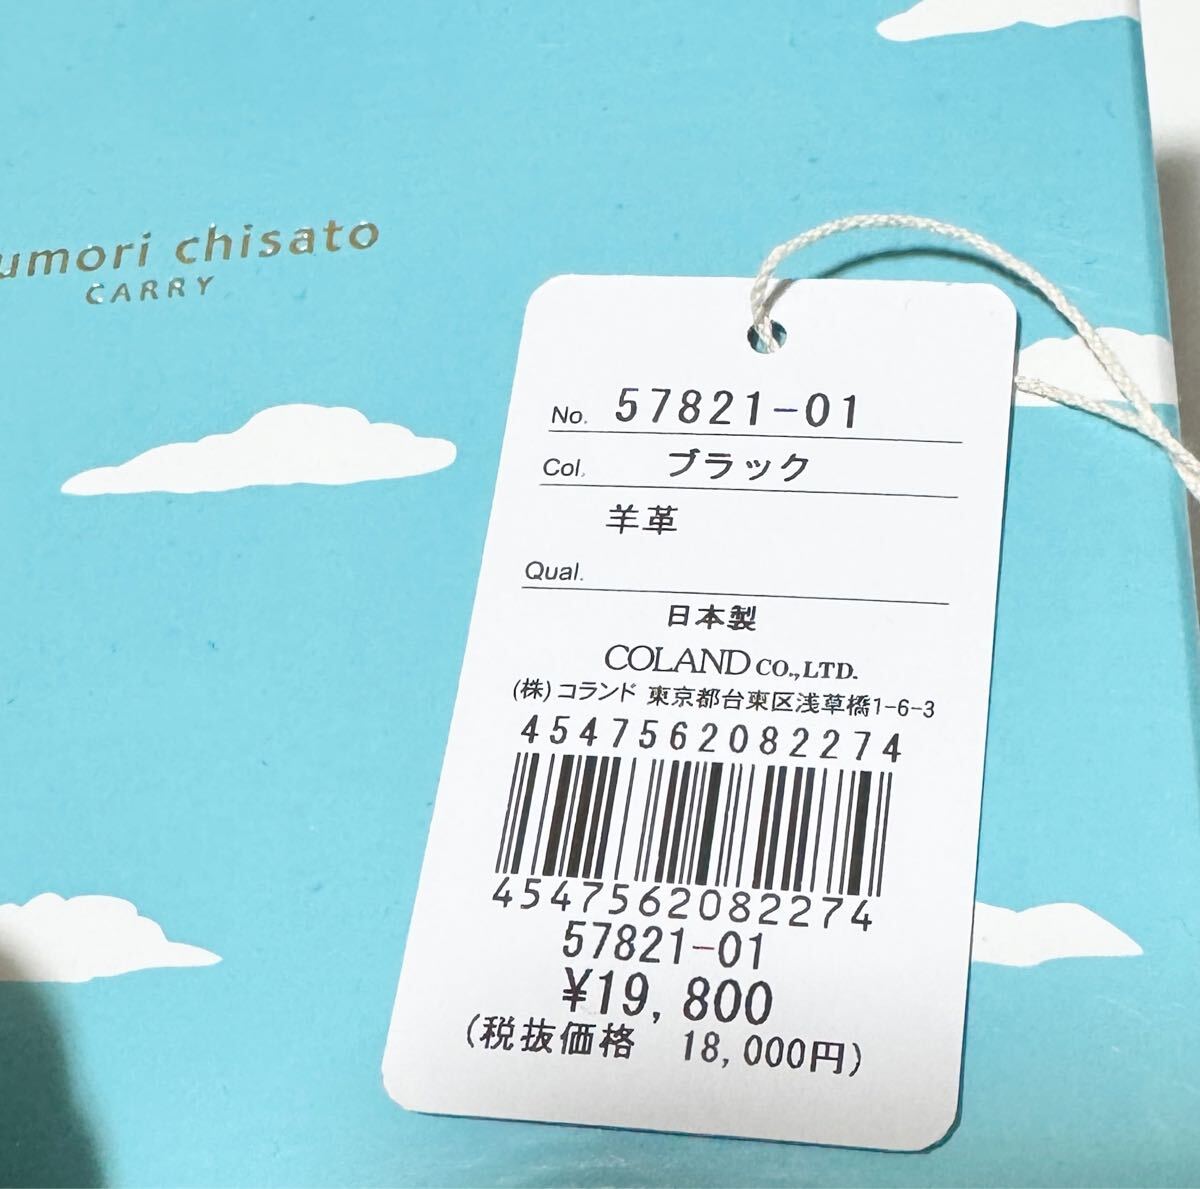 umori chisato
CARRY
No. 57821-01
Col. ブラック
羊革
Qual.
日本製
COLAND CO.,LTD.
(株)コランド 東京都台東区浅草橋1-6-3
4547562082274
4547562082274
57821-01
¥19,800
(税抜価格 18,000円)